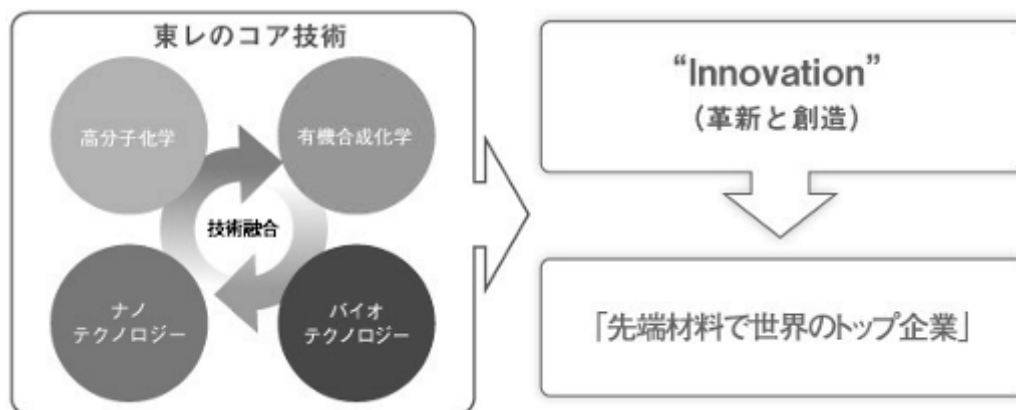 東レのコア技術
高分子化学
有機合成化学
技術融合
ナノ
テクノロジー
バイオ
テクノロジー
“Innovation”
（革新と創造）
「先端材料で世界のトップ企業」